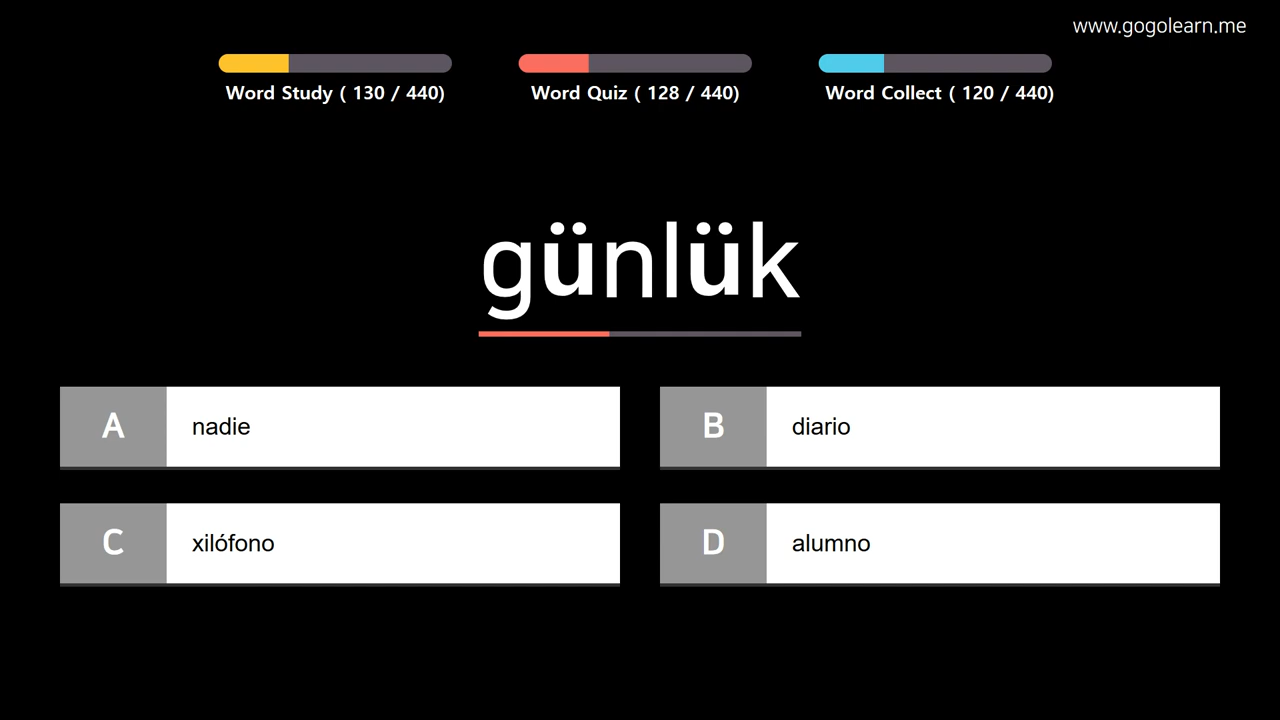 www.gogolearn.me
Word Study ( 130 / 440)
Word Quiz ( 128 / 440)
Word Collect ( 120 / 440)
günlük
A nadie
B diario
C xilófono
D alumno